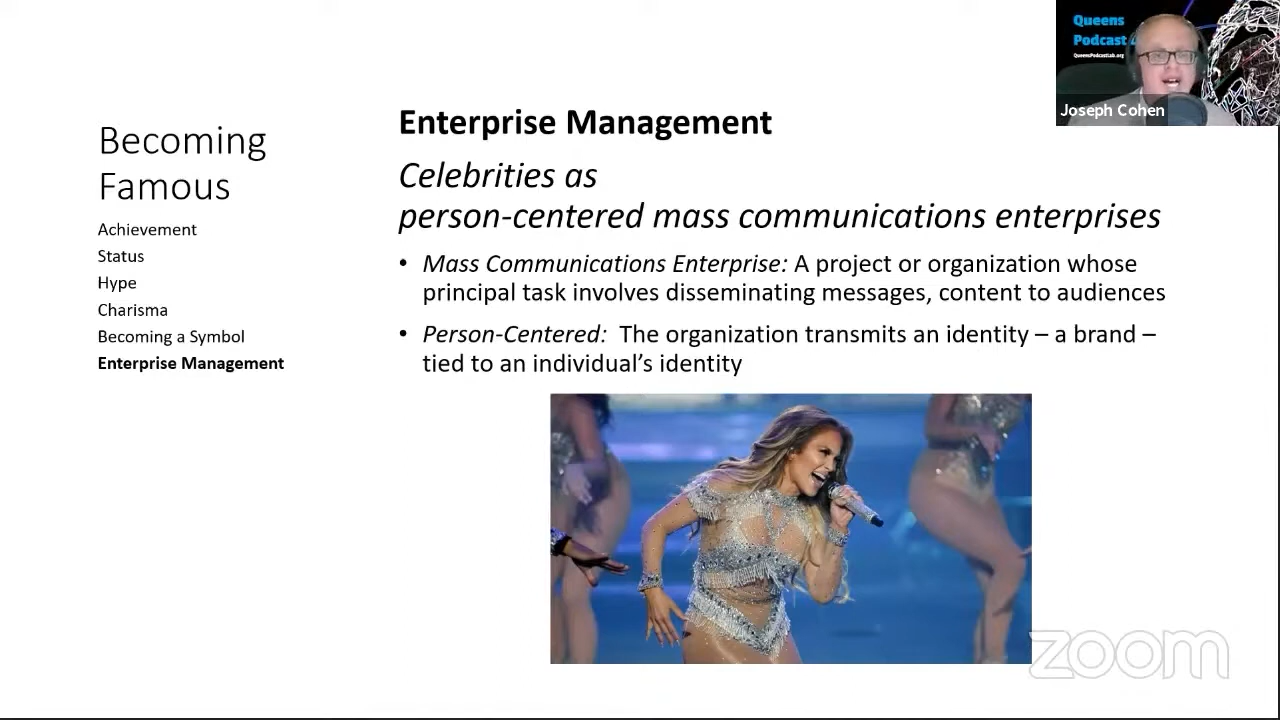 Queens
Podcast
QueensPodcastLab.org
Joseph Cohen
Becoming
Famous
Achievement
Status
Hype
Charisma
Becoming a Symbol
Enterprise Management
Enterprise Management
Celebrities as
person-centered mass communications enterprises
• Mass Communications Enterprise: A project or organization whose
principal task involves disseminating messages, content to audiences
• Person-Centered: The organization transmits an identity – a brand –
tied to an individual's identity
zoom